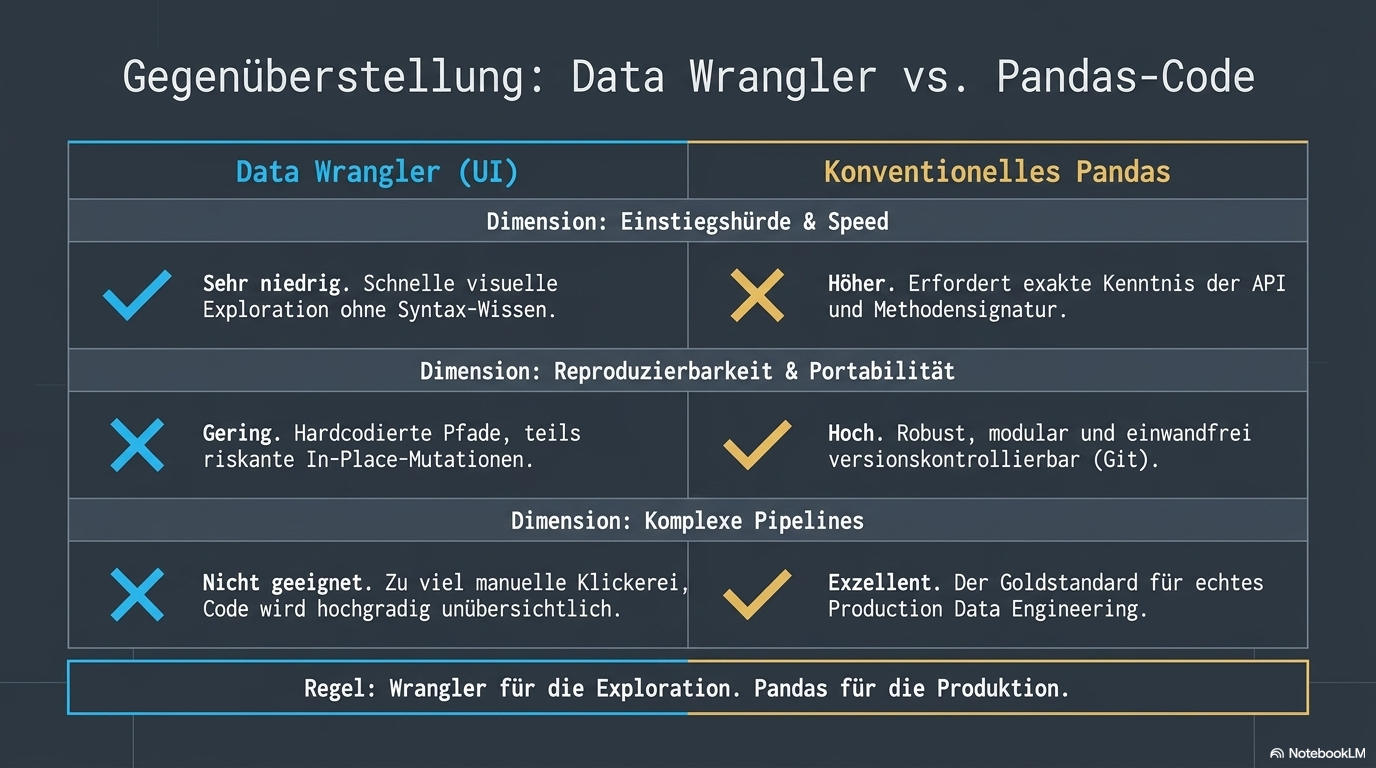 Gegenüberstellung: Data Wrangler vs. Pandas-Code
Data Wrangler (UI)
Konventionelles Pandas
Dimension: Einstiegshürde & Speed
Sehr niedrig. Schnelle visuelle
Exploration ohne Syntax-Wissen.
Höher. Erfordert exakte Kenntnis der API
und Methodensignatur.
Dimension: Reproduzierbarkeit & Portabilität
Gering. Hardcodierte Pfade, teils
riskante In-Place-Mutationen.
Hoch. Robust, modular und einwandfrei
versionskontrollierbar (Git).
Dimension: Komplexe Pipelines
Nicht geeignet. Zu viel manuelle Klickerei,
Code wird hochgradig unübersichtlich.
Exzellent. Der Goldstandard für echtes
Production Data Engineering.
Regel: Wrangler für die Exploration. Pandas für die Produktion.
NotebookLM